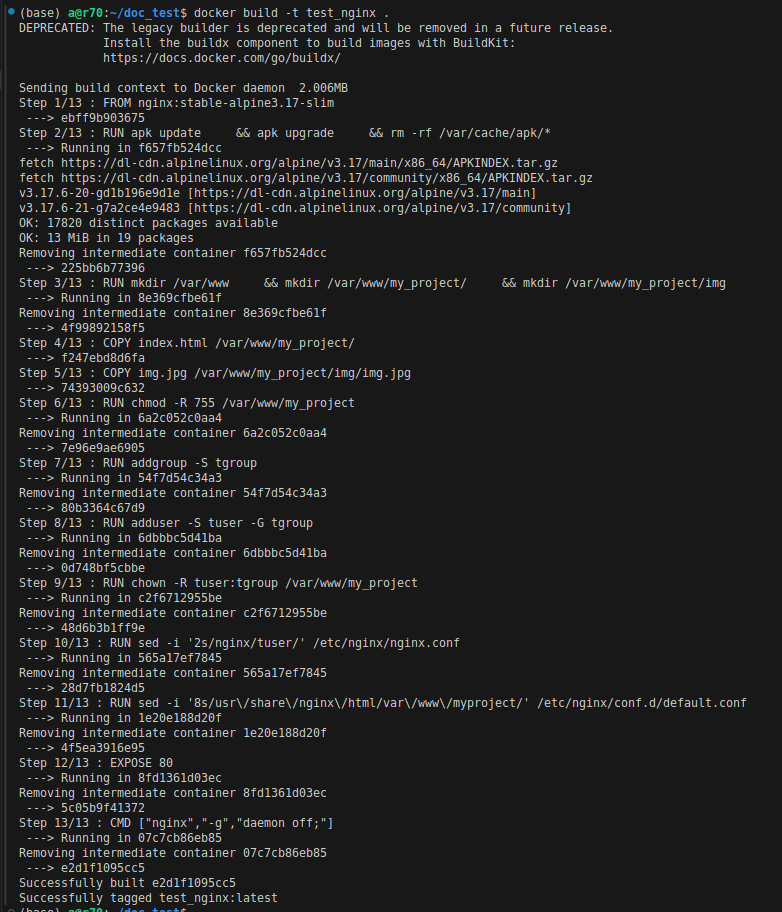 (base) a@r70:~/doc_test$ docker build -t test_nginx .
DEPRECATED: The legacy builder is deprecated and will be removed in a future release.
            Install the buildx component to build images with BuildKit:
            https://docs.docker.com/go/buildx/

Sending build context to Docker daemon  2.006MB
Step 1/13 : FROM nginx:stable-alpine3.17-slim
 ---> ebff9b903675
Step 2/13 : RUN apk update     && apk upgrade     && rm -rf /var/cache/apk/*
 ---> Running in f657fb524dcc
fetch https://dl-cdn.alpinelinux.org/alpine/v3.17/main/x86_64/APKINDEX.tar.gz
fetch https://dl-cdn.alpinelinux.org/alpine/v3.17/community/x86_64/APKINDEX.tar.gz
v3.17.6-20-gd1b196e9d1e [https://dl-cdn.alpinelinux.org/alpine/v3.17/main]
v3.17.6-21-g7a2ce4e9483 [https://dl-cdn.alpinelinux.org/alpine/v3.17/community]
OK: 17820 distinct packages available
OK: 13 MiB in 19 packages
Removing intermediate container f657fb524dcc
 ---> 225bb6b77396
Step 3/13 : RUN mkdir /var/www     && mkdir /var/www/my_project/     && mkdir /var/www/my_project/img
 ---> Running in 8e369cfbe61f
Removing intermediate container 8e369cfbe61f
 ---> 4f99892158f5
Step 4/13 : COPY index.html /var/www/my_project/
 ---> f247ebd8d6fa
Step 5/13 : COPY img.jpg /var/www/my_project/img/img.jpg
 ---> 74393009c632
Step 6/13 : RUN chmod -R 755 /var/www/my_project
 ---> Running in 6a2c052c0aa4
Removing intermediate container 6a2c052c0aa4
 ---> 7e96e9ae6905
Step 7/13 : RUN addgroup -S tgroup
 ---> Running in 54f7d54c34a3
Removing intermediate container 54f7d54c34a3
 ---> 80b3364c67d9
Step 8/13 : RUN adduser -S tuser -G tgroup
 ---> Running in 6dbbbc5d41ba
Removing intermediate container 6dbbbc5d41ba
 ---> 0d748bf5cbbe
Step 9/13 : RUN chown -R tuser:tgroup /var/www/my_project
 ---> Running in c2f6712955be
Removing intermediate container c2f6712955be
 ---> 48d6b3b1ff9e
Step 10/13 : RUN sed -i '2s/nginx/tuser/' /etc/nginx/nginx.conf
 ---> Running in 565a17ef7845
Removing intermediate container 565a17ef7845
 ---> 28d7fb1824d5
Step 11/13 : RUN sed -i '8s/usr\/share\/nginx\/html/var\/www\/myproject/' /etc/nginx/conf.d/default.conf
 ---> Running in 1e20e188d20f
Removing intermediate container 1e20e188d20f
 ---> 4f5ea3916e95
Step 12/13 : EXPOSE 80
 ---> Running in 8fd1361d03ec
Removing intermediate container 8fd1361d03ec
 ---> 5c05b9f41372
Step 13/13 : CMD ["nginx","-g","daemon off;"]
 ---> Running in 07c7cb86eb85
Removing intermediate container 07c7cb86eb85
 ---> e2d1f1095cc5
Successfully built e2d1f1095cc5
Successfully tagged test_nginx:latest
(base) a@r70:~/doc_test$